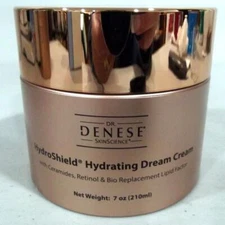 DR.
DENESE
SKINSCIENCE®
HydroShield® Hydrating Dream Cream
with Ceramides, Retinol & Bio Replacement Lipid Factor
Net Weight: 7 oz (210ml)